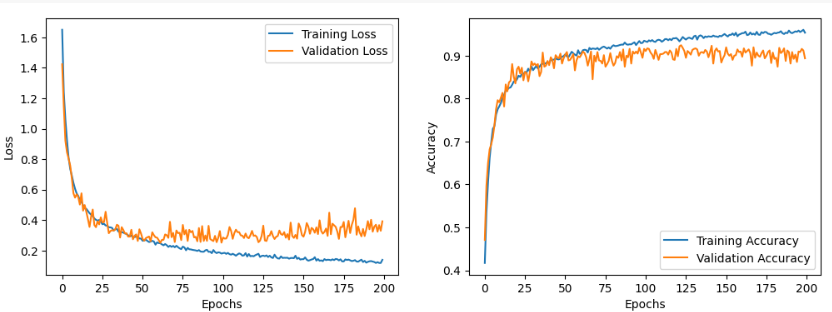 Training Loss
Validation Loss
1.6
1.4
1.2
1.0
0.8
0.6
0.4
0.2
Loss
0 25 50 75 100 125 150 175 200
Epochs
0.9
0.8
0.7
0.6
0.5
0.4
Accuracy
Training Accuracy
Validation Accuracy
0 25 50 75 100 125 150 175 200
Epochs